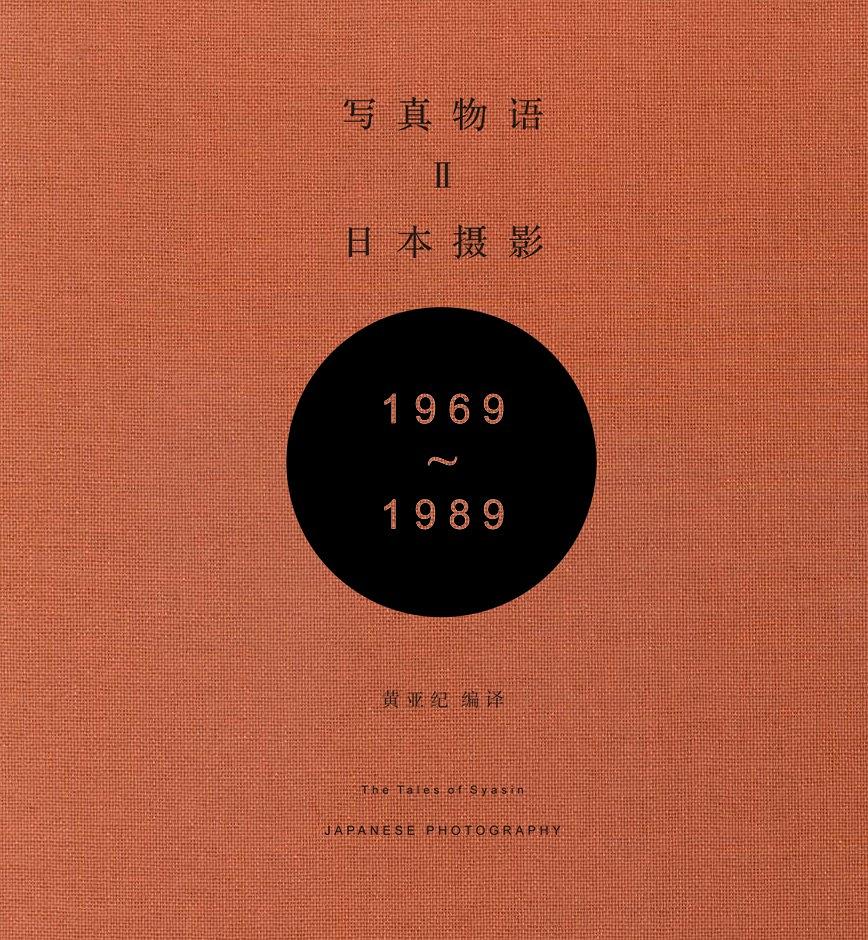 写真物语
II
日本摄影
1969
~
1989
黄亚纪 编译
The Tales of Syasin
JAPANESE PHOTOGRAPHY